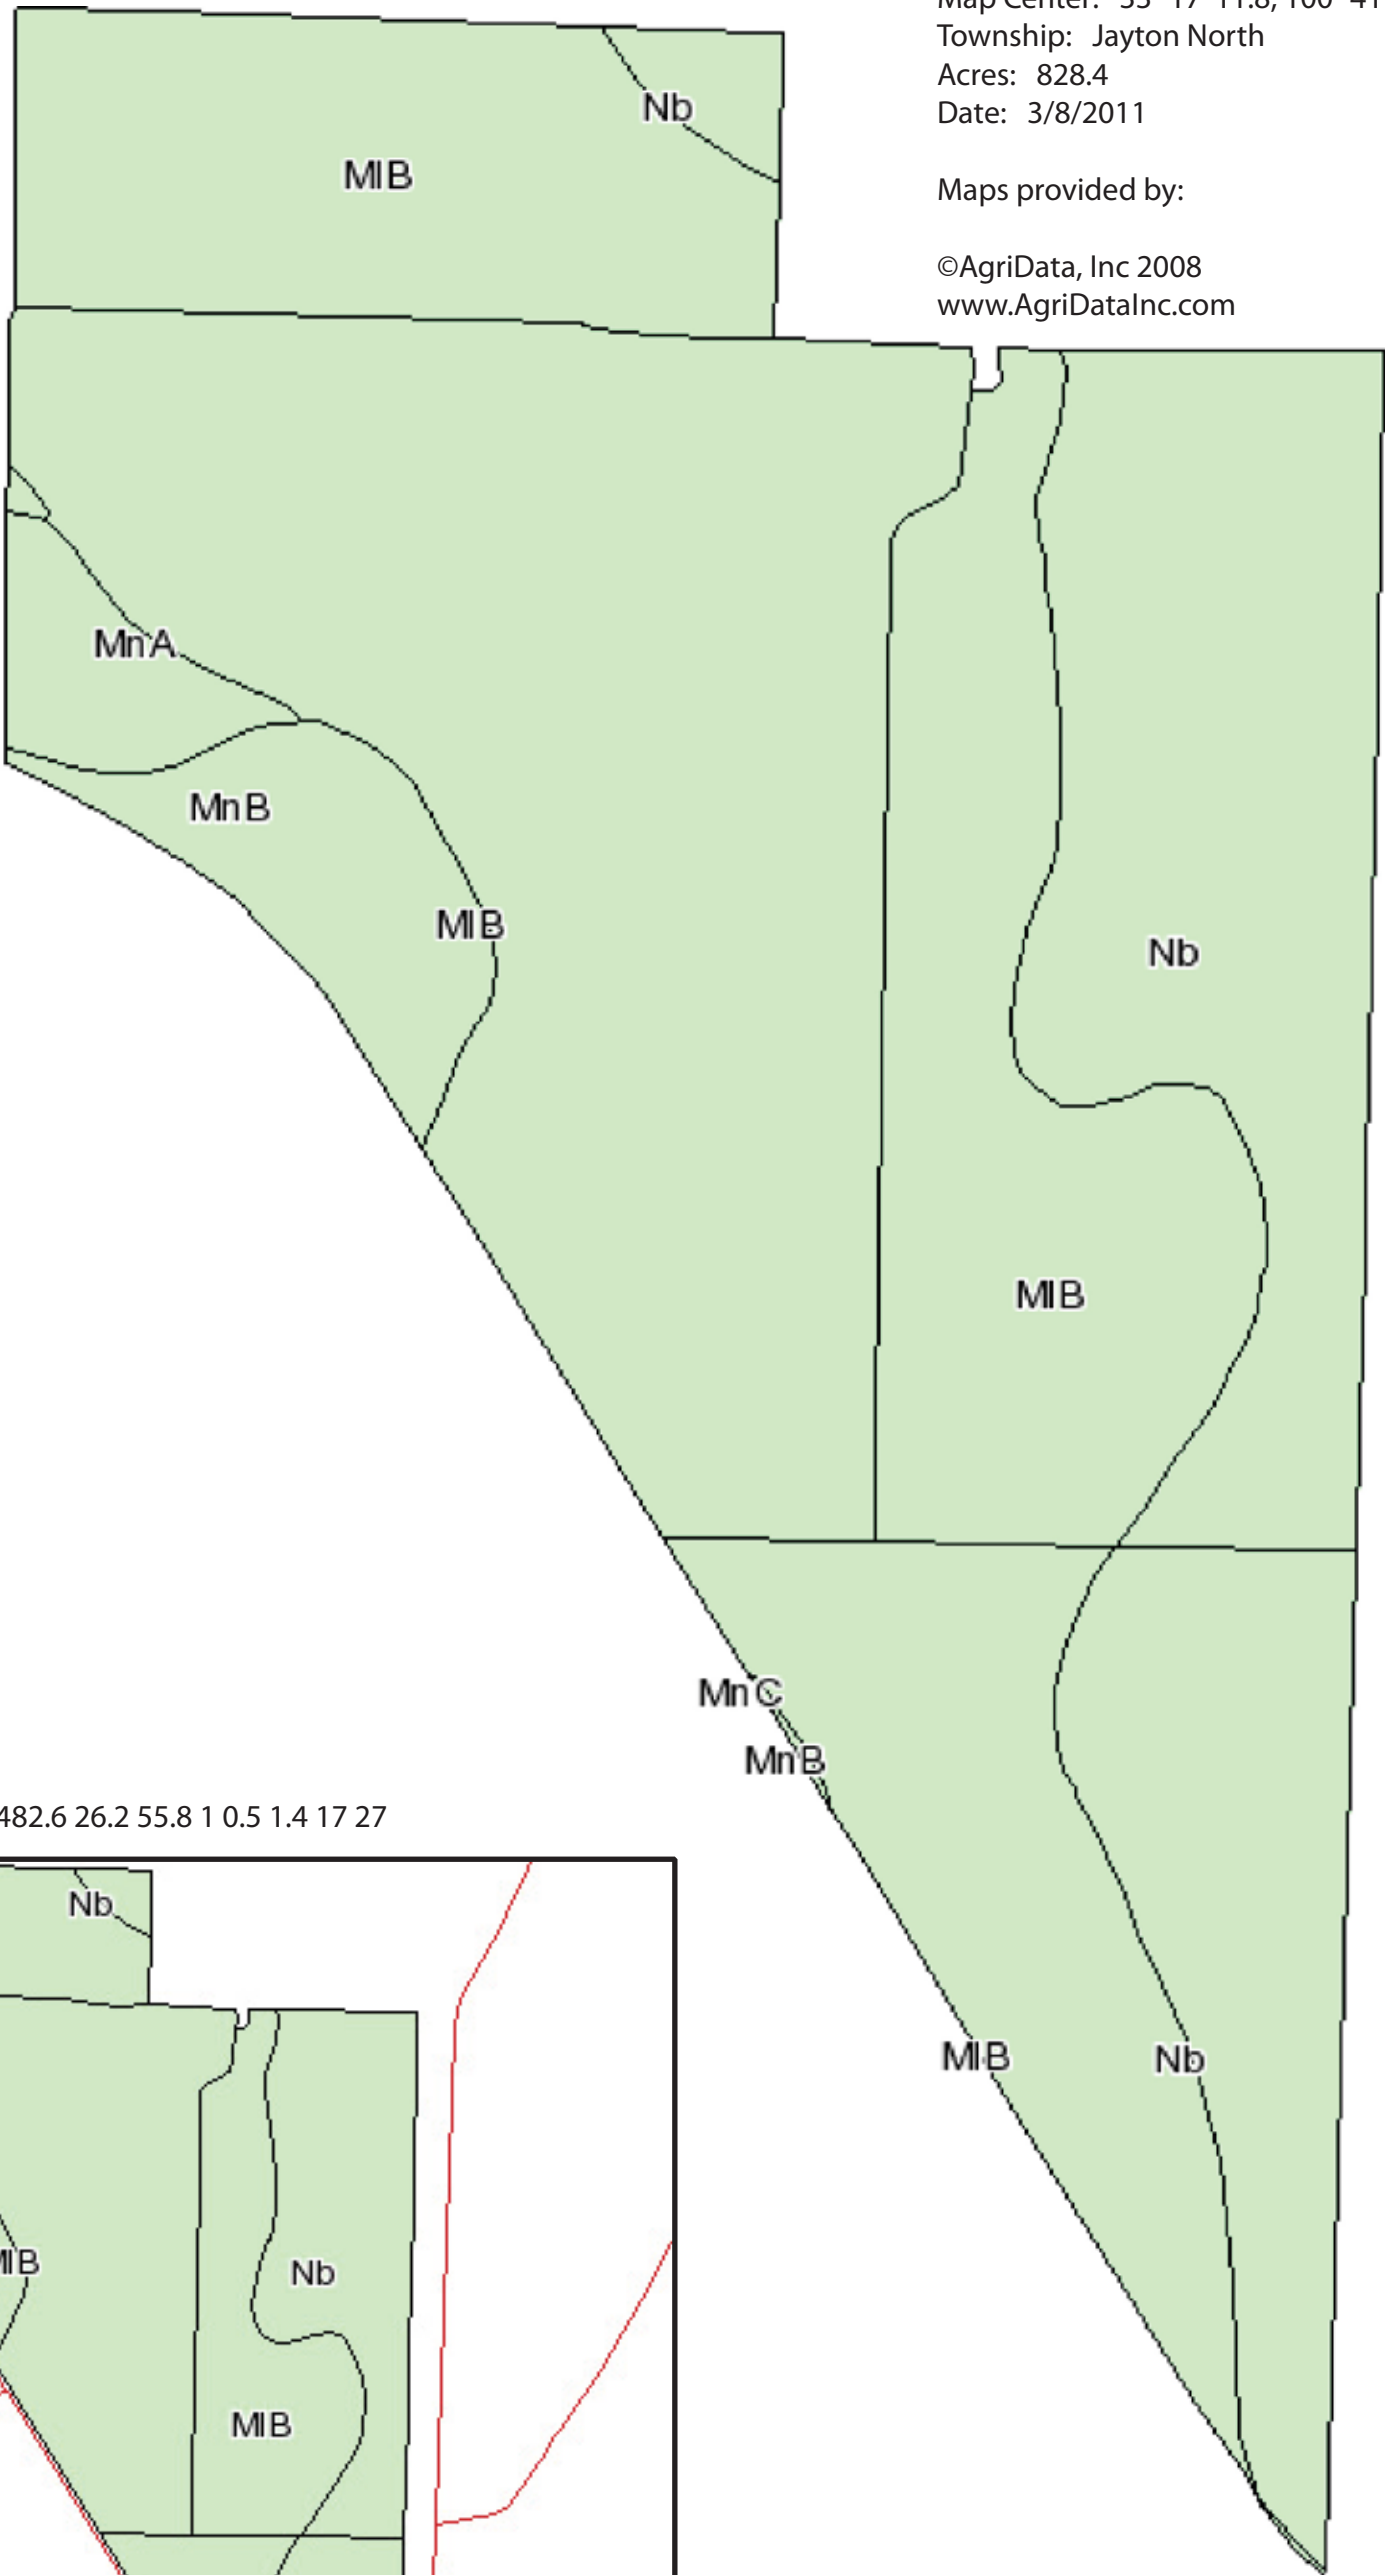 Township: Jayton North
Acres: 828.4
Date: 3/8/2011
Maps provided by:
©AgriData, Inc 2008
www.AgriDataInc.com
Nb
MlB
MnA
MnB
MlB
Nb
MlB
MnC
MnB
MlB
Nb
482.6 26.2 55.8 1 0.5 1.4 17 27
Nb
MlB
Nb
MlB